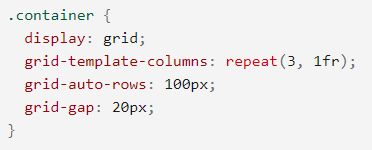 .container {
  display: grid;
  grid-template-columns: repeat(3, 1fr);
  grid-auto-rows: 100px;
  grid-gap: 20px;
}